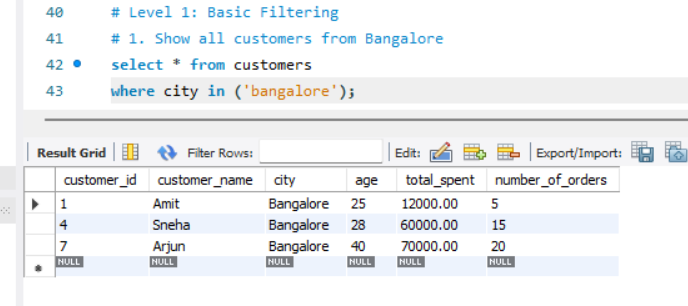 40 # Level 1: Basic Filtering
41 # 1. Show all customers from Bangalore
42 select * from customers
43 where city in ('bangalore');
Result Grid Filter Rows: Edit: Export/Import:
customer_id customer_name city age total_spent number_of_orders
1 Amit Bangalore 25 12000.00 5
4 Sneha Bangalore 28 60000.00 15
7 Arjun Bangalore 40 70000.00 20
NULL NULL NULL NULL NULL NULL